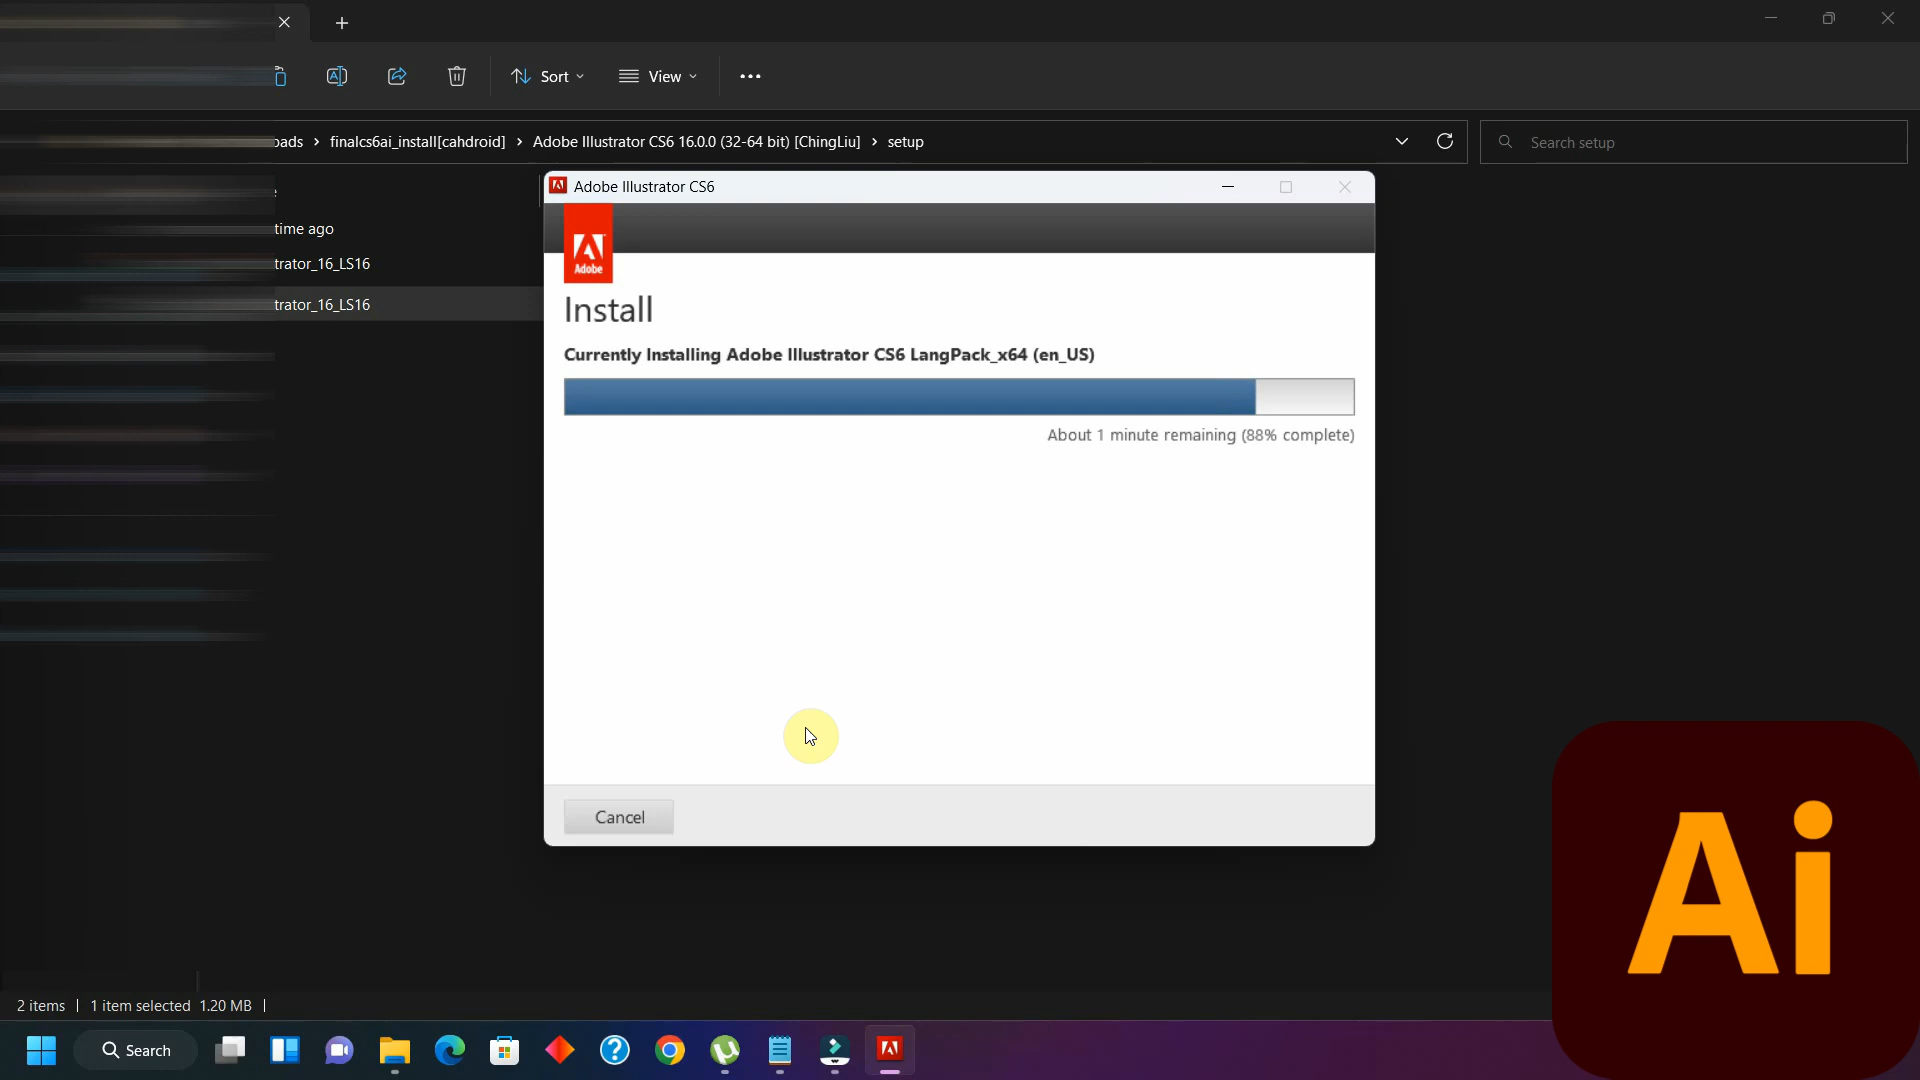 Sort
View
oads > finalcs6ai_install[cahdroid] > Adobe Illustrator CS6 16.0.0 (32-64 bit) [ChingLiu] > setup
Search setup
Adobe Illustrator CS6
time ago
trator_16_LS16
trator_16_LS16
Adobe
Install
Currently Installing Adobe Illustrator CS6 LangPack_x64 (en_US)
About 1 minute remaining (88% complete)
Cancel
Ai
2 items
1 item selected 1.20 MB
Search